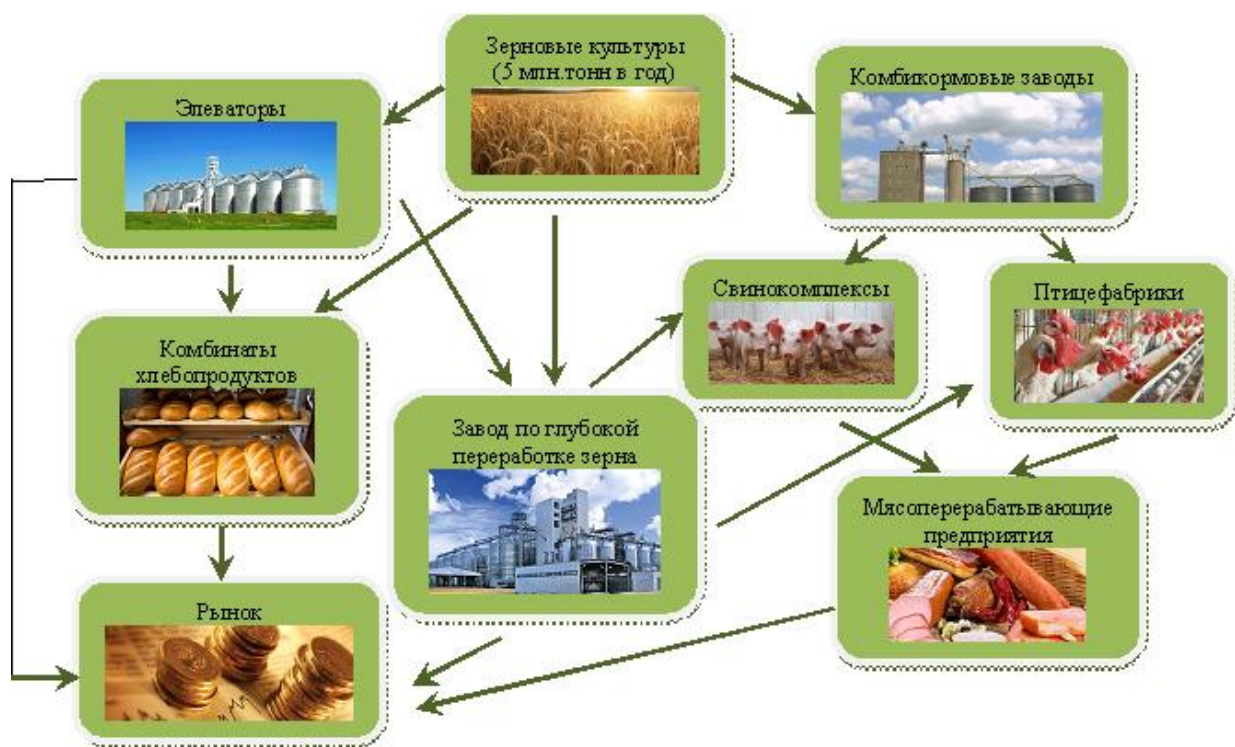 Зерновые культуры
(5 млн.тонн в год)
Элеваторы
Комбикормовые заводы
Свинокомплексы
Птицефабрики
Комбинаты
хлебопродуктов
Завод по глубокой
переработке зерна
Мясоперерабатывающие
предприятия
Рынок